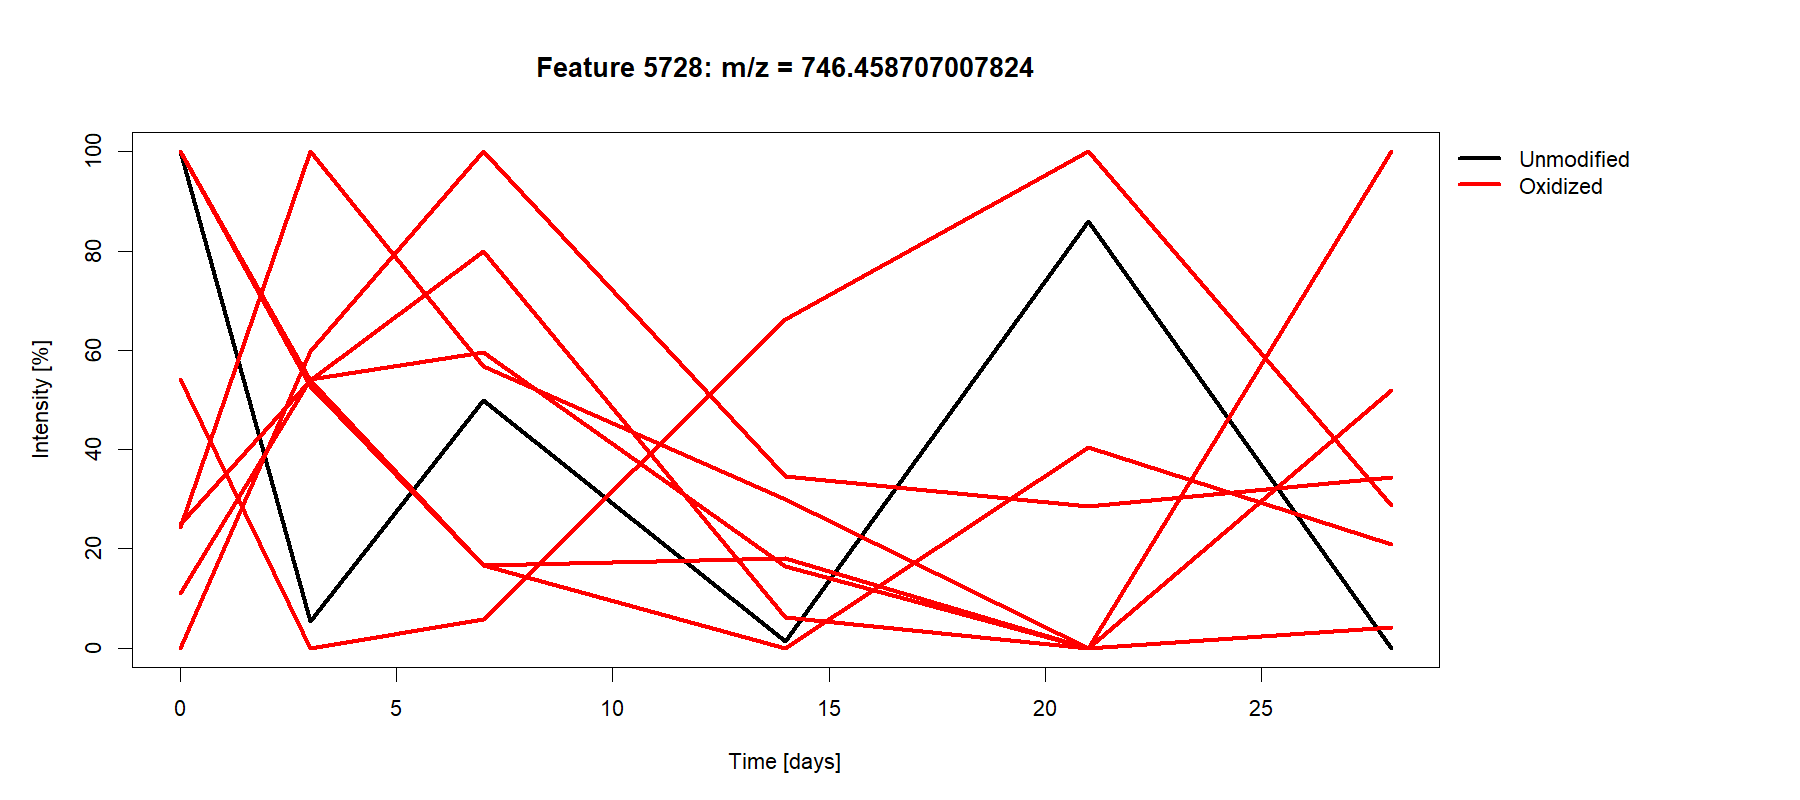 Feature 5728: m/z = 746.458707007824
Unmodified
Oxidized
Intensity [%]
100
80
60
40
20
0
0 5 10 15 20 25
Time [days]